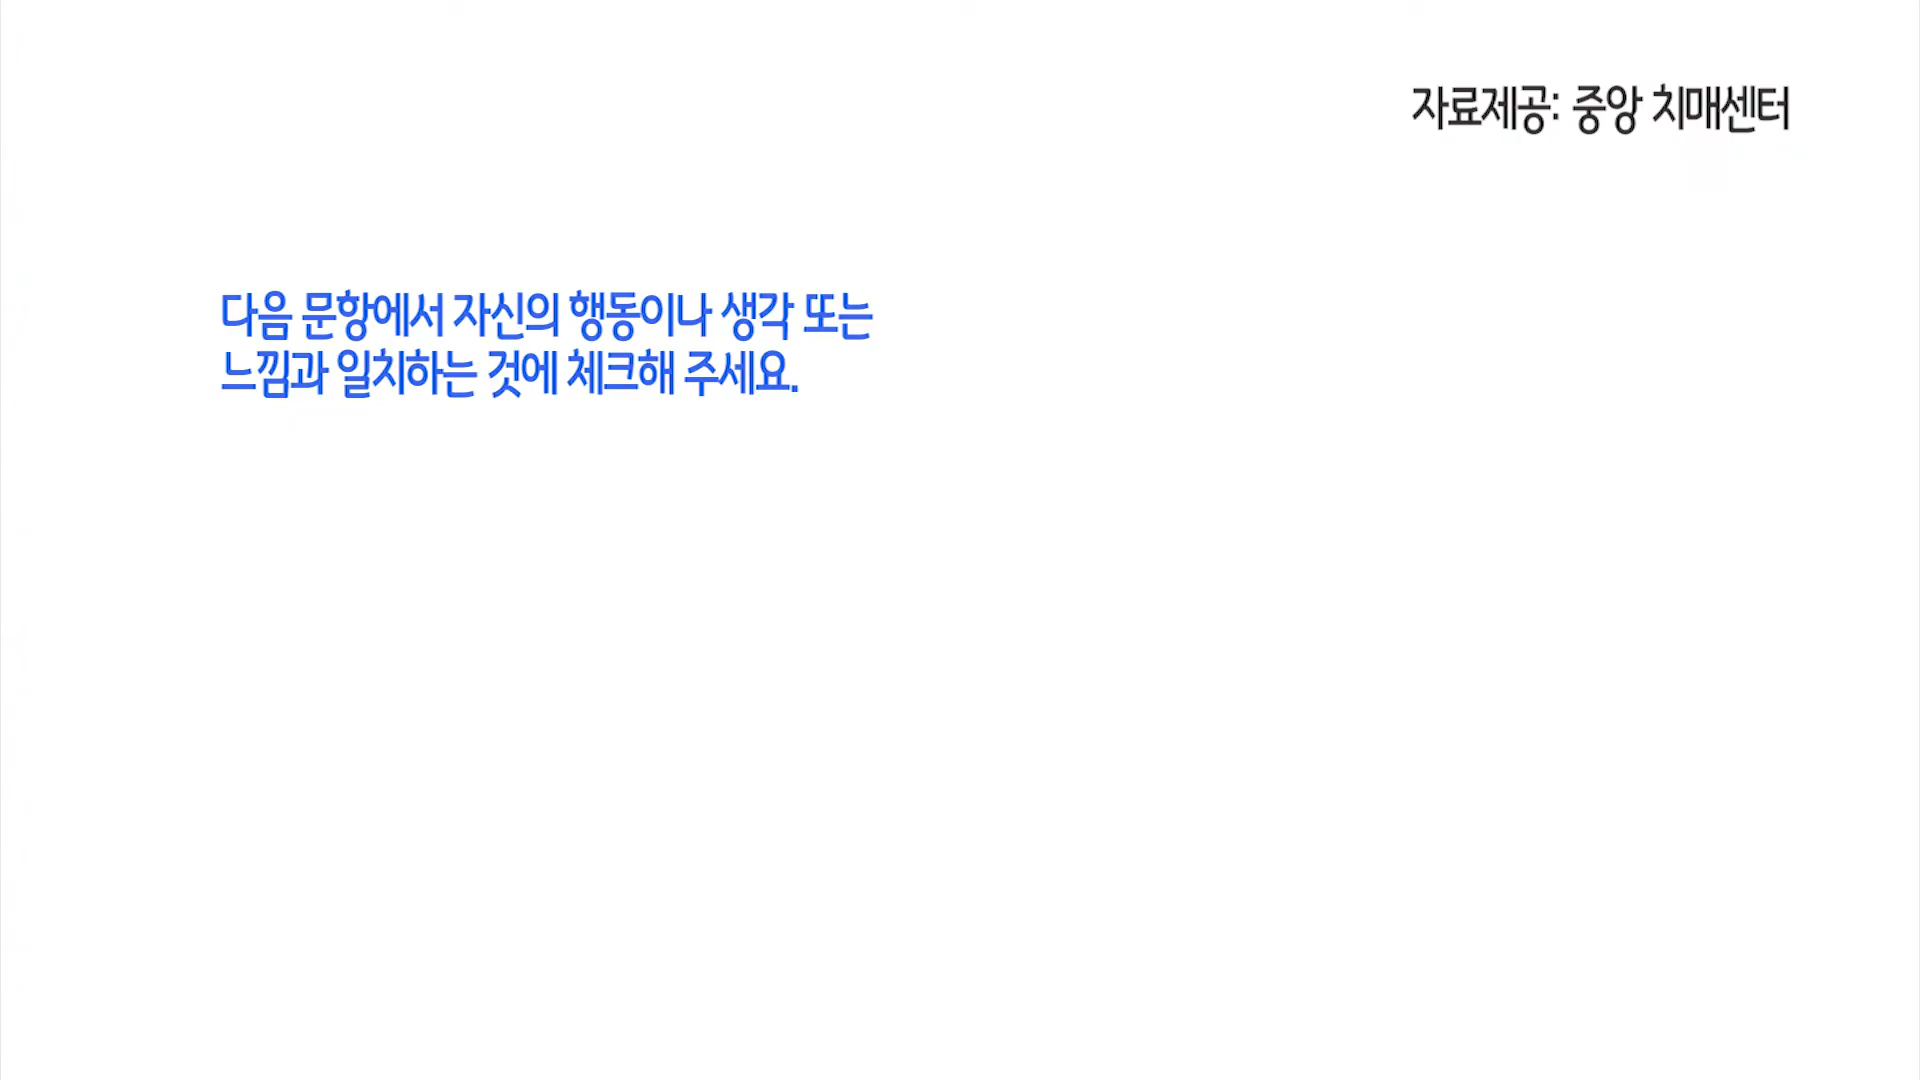 자료제공: 중앙 치매센터
다음 문항에서 자신의 행동이나 생각 또는
느낌과 일치하는 것에 체크해 주세요.